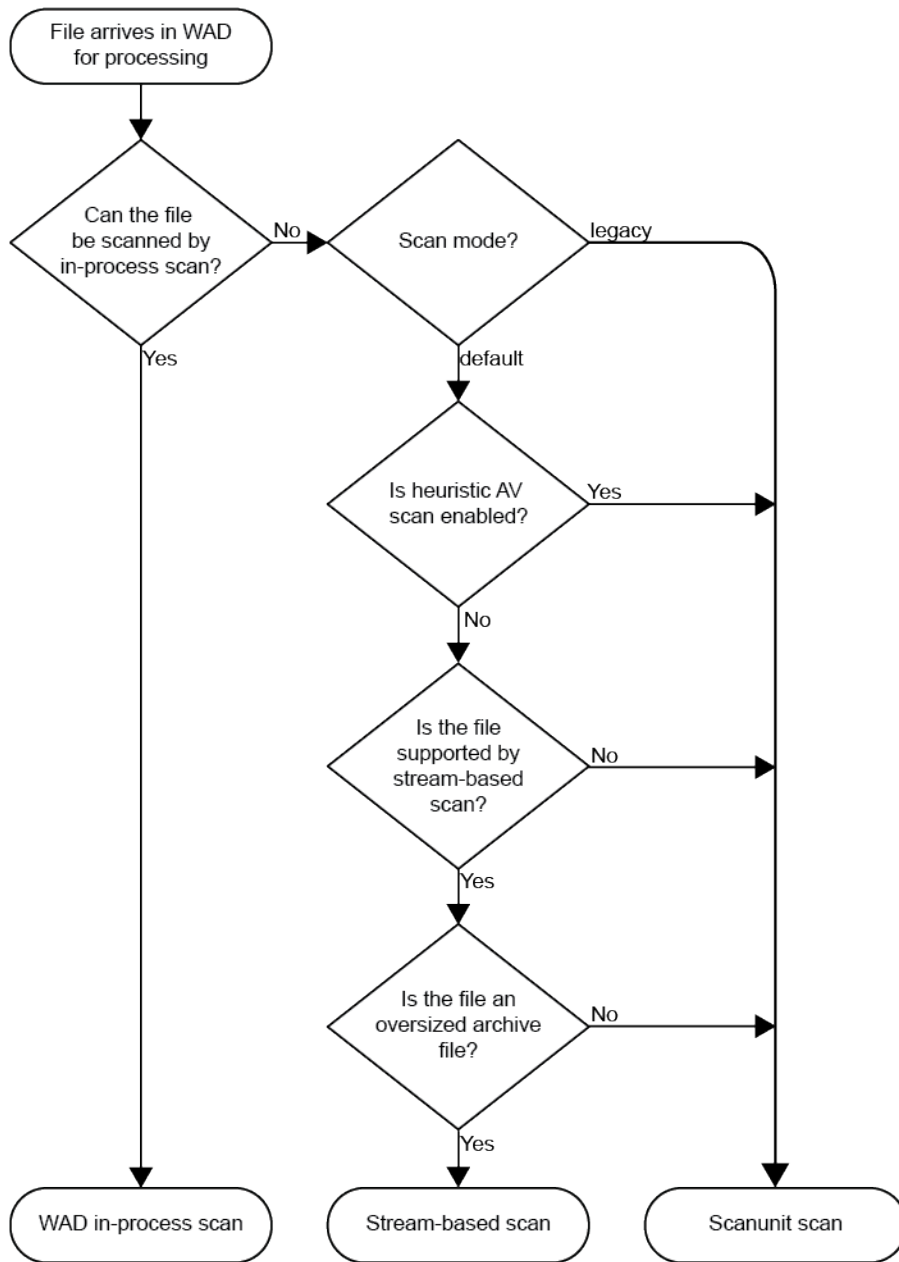 File arrives in WAD
for processing
Can the file
be scanned by
in-process scan?
No
Scan mode?
legacy
Yes
default
Is heuristic AV
scan enabled?
Yes
No
Is the file
supported by
stream-based
scan?
No
Yes
Is the file an
oversized archive
file?
No
Yes
WAD in-process scan
Stream-based scan
Scanunit scan